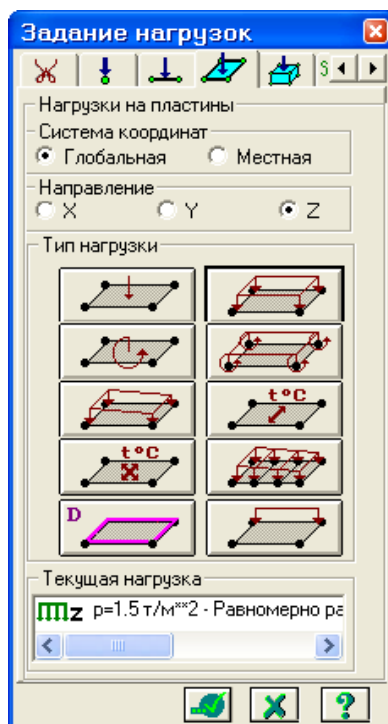 Задание нагрузок
S
Нагрузки на пластины
Система координат
Глобальная Местная
Направление
X Y Z
Тип нагрузки
t°C
t°C
D
Текущая нагрузка
z p=1.5 т/м**2 - Равномерно ра
?